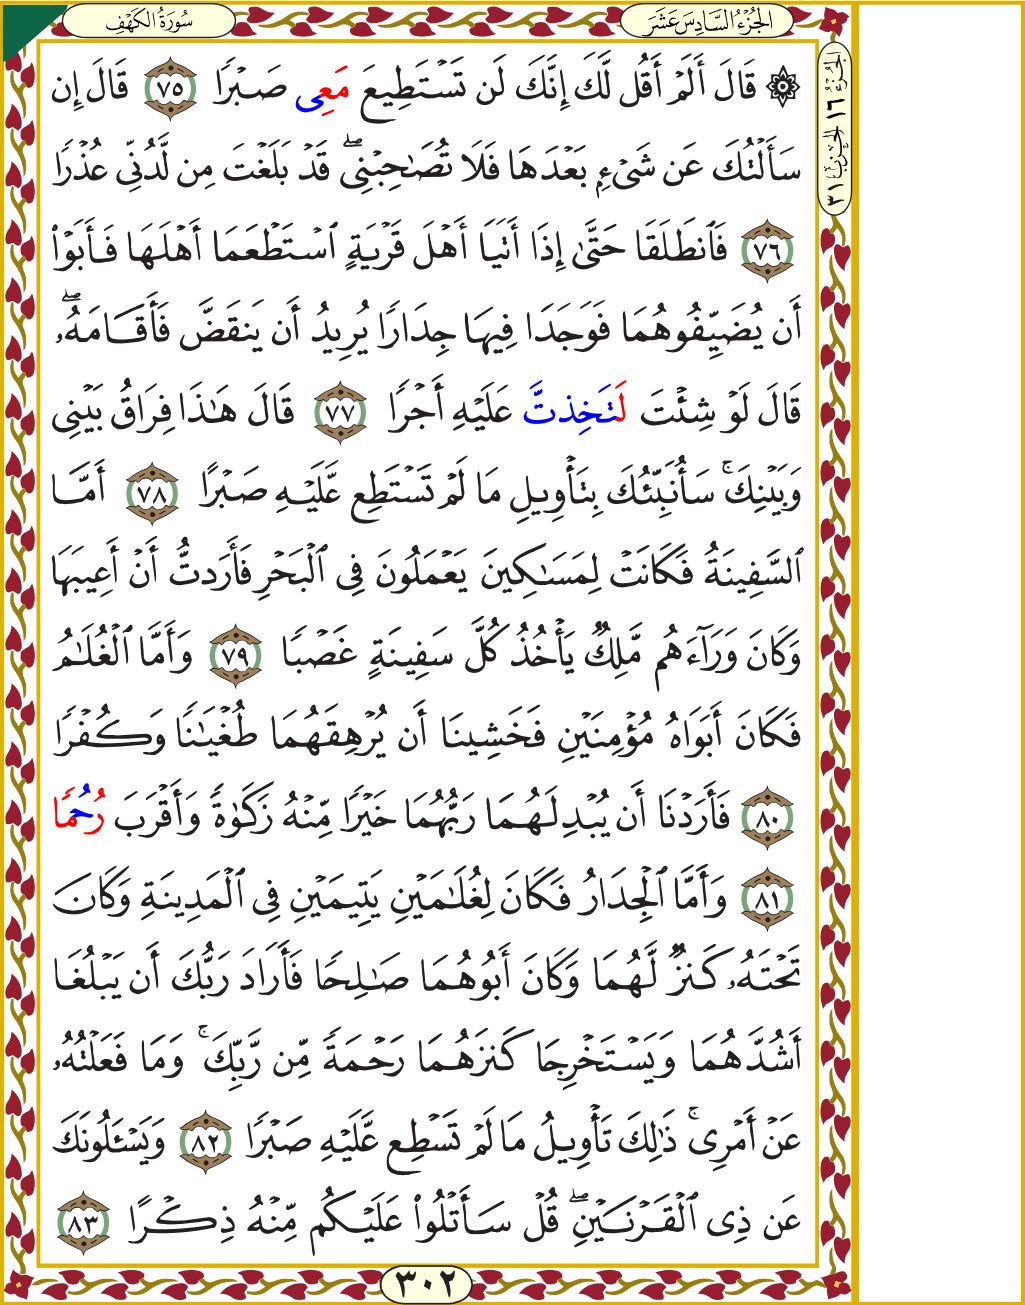 سُورَةُ الكَهْفِ
الجُزْءُ السَّادِسَ عَشَرَ
الجزء ١٦ الحزب ٣١
۞ قَالَ أَلَمۡ أَقُل لَّكَ إِنَّكَ لَن تَسۡتَطِيعَ مَعِى صَبۡرٗا ٧٥ قَالَ إِن
سَأَلۡتُكَ عَن شَىۡءِۭ بَعۡدَهَا فَلَا تُصَٰحِبۡنِىۖ قَدۡ بَلَغۡتَ مِن لَّدُنِّى عُذۡرٗا
٧٦ فَٱنطَلَقَا حَتَّىٰ إِذَا أَتَيَا أَهۡلَ قَرۡيَةٍ ٱسۡتَطۡعَمَا أَهۡلَهَا فَأَبَوۡاْ
أَن يُضَيِّفُوهُمَا فَوَجَدَا فِيهَا جِدَارٗا يُرِيدُ أَن يَنقَضَّ فَأَقَامَهُۥۖ
قَالَ لَوۡ شِئۡتَ لَتَخِذتَّ عَلَيۡهِ أَجۡرٗا ٧٧ قَالَ هَٰذَا فِرَاقُ بَيۡنِى
وَبَيۡنِكَۚ سَأُنَبِّئُكَ بِتَأۡوِيلِ مَا لَمۡ تَسۡتَطِع عَّلَيۡهِ صَبۡرًا ٧٨ أَمَّا
ٱلسَّفِينَةُ فَكَانَتۡ لِمَسَٰكِينَ يَعۡمَلُونَ فِى ٱلۡبَحۡرِ فَأَرَدتُّ أَنۡ أَعِيبَهَا
وَكَانَ وَرَآءَهُم مَّلِكٞ يَأۡخُذُ كُلَّ سَفِينَةٍ غَصۡبٗا ٧٩ وَأَمَّا ٱلۡغُلَٰمُ
فَكَانَ أَبَوَاهُ مُؤۡمِنَيۡنِ فَخَشِينَا أَن يُرۡهِقَهُمَا طُغۡيَٰنٗا وَكُفۡرٗا
٨٠ فَأَرَدۡنَا أَن يُبۡدِلَهُمَا رَبُّهُمَا خَيۡرٗا مِّنۡهُ زَكَوٰةٗ وَأَقۡرَبَ رُحُمٗا
٨١ وَأَمَّا ٱلۡجِدَارُ فَكَانَ لِغُلَٰمَيۡنِ يَتِيمَيۡنِ فِى ٱلۡمَدِينَةِ وَكَانَ
تَحۡتَهُۥ كَنزٞ لَّهُمَا وَكَانَ أَبُوهُمَا صَٰلِحٗا فَأَرَادَ رَبُّكَ أَن يَبۡلُغَا
أَشُدَّهُمَا وَيَسۡتَخۡرِجَا كَنزَهُمَا رَحۡمَةٗ مِّن رَّبِّكَۚ وَمَا فَعَلۡتُهُۥ
عَنۡ أَمۡرِىۚ ذَٰلِكَ تَأۡوِيلُ مَا لَمۡ تَسۡطِع عَّلَيۡهِ صَبۡرٗا ٨٢ وَيَسۡـَٔلُونَكَ
عَن ذِى ٱلۡقَرۡنَيۡنِۖ قُلۡ سَأَتۡلُواْ عَلَيۡكُم مِّنۡهُ ذِكۡرًا ٨٣
٣٠٢